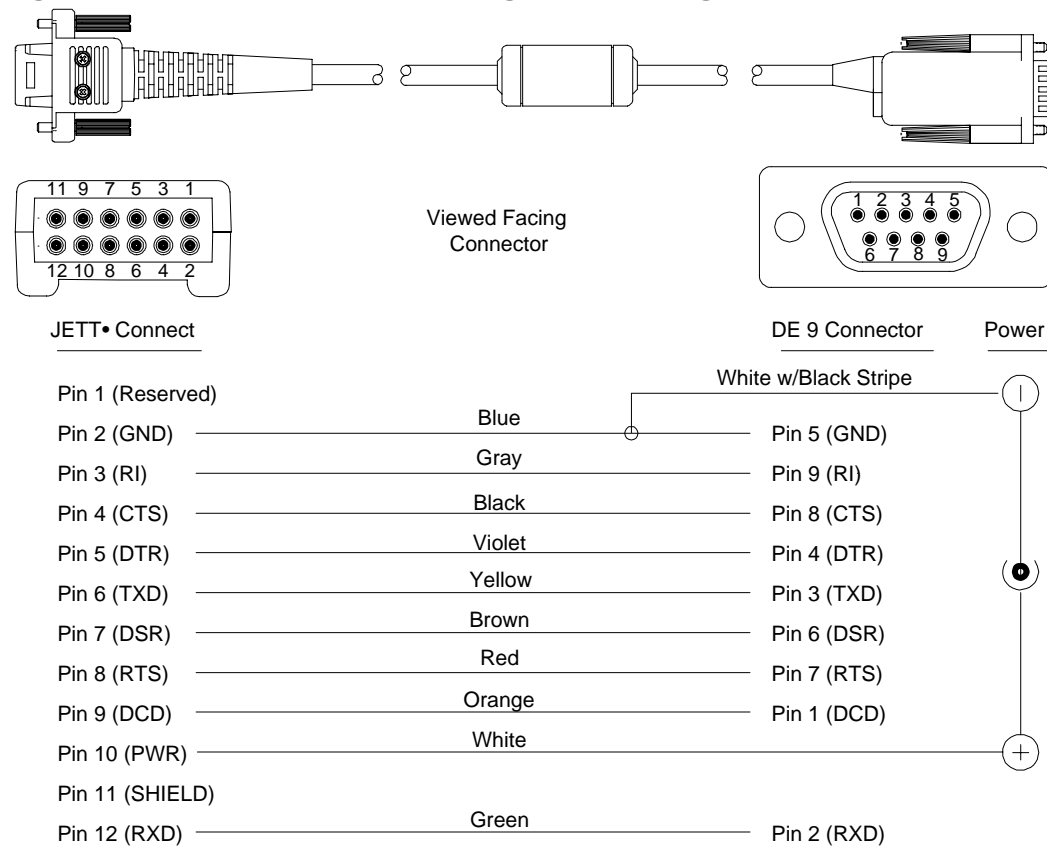 11 9 7 5 3 1
12 10 8 6 4 2
Viewed Facing
Connector
1 2 3 4 5
6 7 8 9
JETT• Connect
DE 9 Connector
Power
White w/Black Stripe
Pin 1 (Reserved)
Pin 2 (GND) Blue Pin 5 (GND)
Pin 3 (RI) Gray Pin 9 (RI)
Pin 4 (CTS) Black Pin 8 (CTS)
Pin 5 (DTR) Violet Pin 4 (DTR)
Pin 6 (TXD) Yellow Pin 3 (TXD)
Pin 7 (DSR) Brown Pin 6 (DSR)
Pin 8 (RTS) Red Pin 7 (RTS)
Pin 9 (DCD) Orange Pin 1 (DCD)
Pin 10 (PWR) White
Pin 11 (SHIELD)
Pin 12 (RXD) Green Pin 2 (RXD)